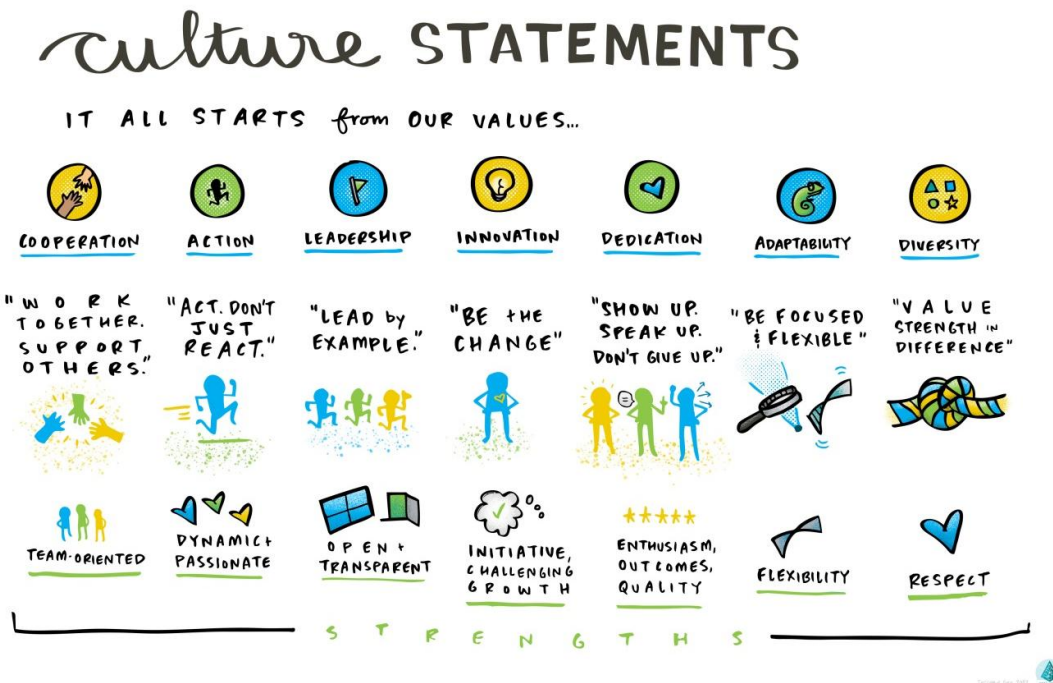 culture STATEMENTS
IT ALL STARTS from OUR VALUES...
COOPERATION
ACTION
LEADERSHIP
INNOVATION
DEDICATION
ADAPTABILITY
DIVERSITY
"WORK
TOGETHER.
SUPPORT
OTHERS."
"ACT. DON'T
JUST
REACT."
"LEAD by
EXAMPLE."
"BE THE
CHANGE"
"SHOW UP.
SPEAK UP.
DON'T GIVE UP."
"BE FOCUSED
& FLEXIBLE"
"VALUE
STRENGTH IN
DIFFERENCE"
TEAM-ORIENTED
DYNAMIC+
PASSIONATE
OPEN +
TRANSPARENT
INITIATIVE,
CHALLENGING
GROWTH
ENTHUSIASM,
OUTCOMES,
QUALITY
FLEXIBILITY
RESPECT
STRENGTHS